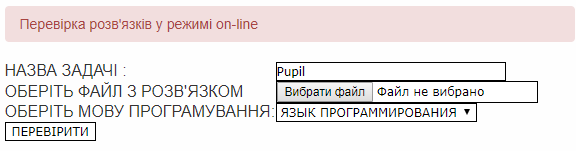 Перевірка розв'язків у режимі on-line
НАЗВА ЗАДАЧІ : Pupil
ОБЕРІТЬ ФАЙЛ З РОЗВ'ЯЗКОМ Вибрати файл Файл не вибрано
ОБЕРІТЬ МОВУ ПРОГРАМУВАННЯ: ЯЗЫК ПРОГРАММИРОВАНИЯ
ПЕРЕВІРИТИ